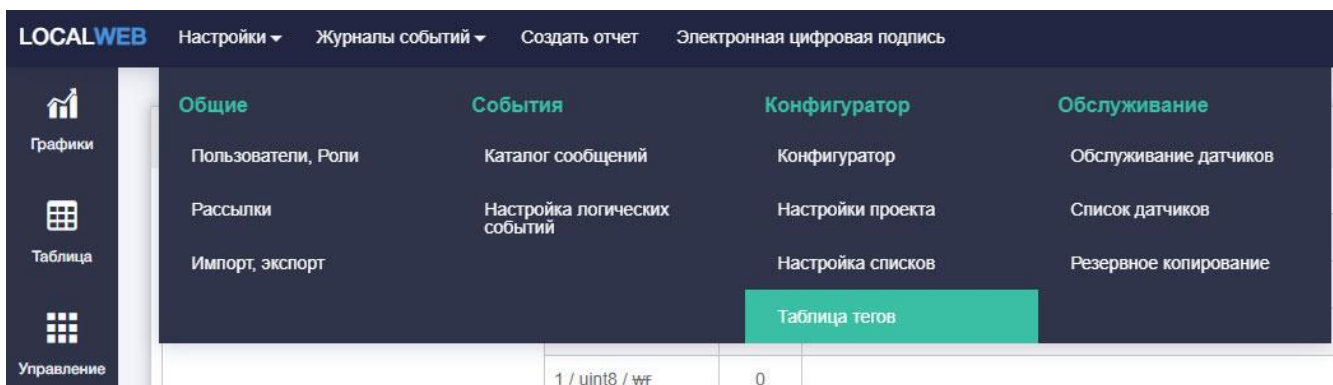 LOCALWEB Настройки Журналы событий Создать отчет Электронная цифровая подпись
Графики
Таблица
Управление
Общие
Пользователи, Роли
Рассылки
Импорт, экспорт
События
Каталог сообщений
Настройка логических
событий
Конфигуратор
Конфигуратор
Настройки проекта
Настройка списков
Таблица тегов
Обслуживание
Обслуживание датчиков
Список датчиков
Резервное копирование
1 / uint8 / wr 0